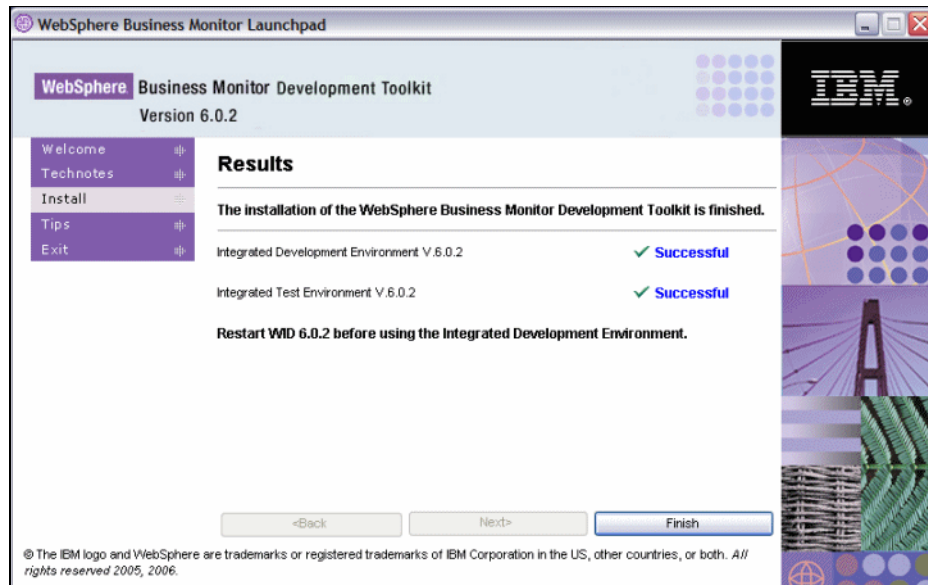 WebSphere Business Monitor Launchpad
WebSphere. Business Monitor Development Toolkit
Version 6.0.2
IBM®
Welcome
Technotes
Install
Tips
Exit
Results
The installation of the WebSphere Business Monitor Development Toolkit is finished.
Integrated Development Environment V.6.0.2 Successful
Integrated Test Environment V.6.0.2 Successful
Restart WID 6.0.2 before using the Integrated Development Environment.
<Back Next> Finish
© The IBM logo and WebSphere are trademarks or registered trademarks of IBM Corporation in the US, other countries, or both. All
rights reserved 2005, 2006.